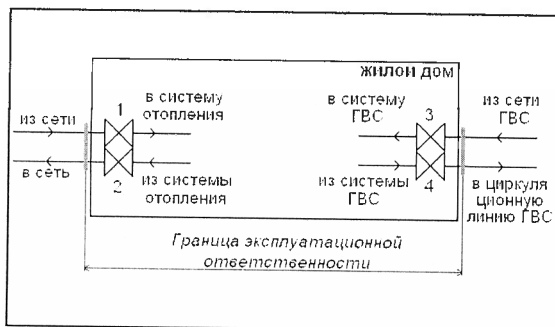 ЖИЛОЙ ДОМ
из сети
1
в систему
отопления
в сеть
2
из системы
отопления
в систему
ГВС
3
из сети
ГВС
из системы
ГВС
4
в циркуля
ционную
линию ГВС
Граница эксплуатационной
ответственности